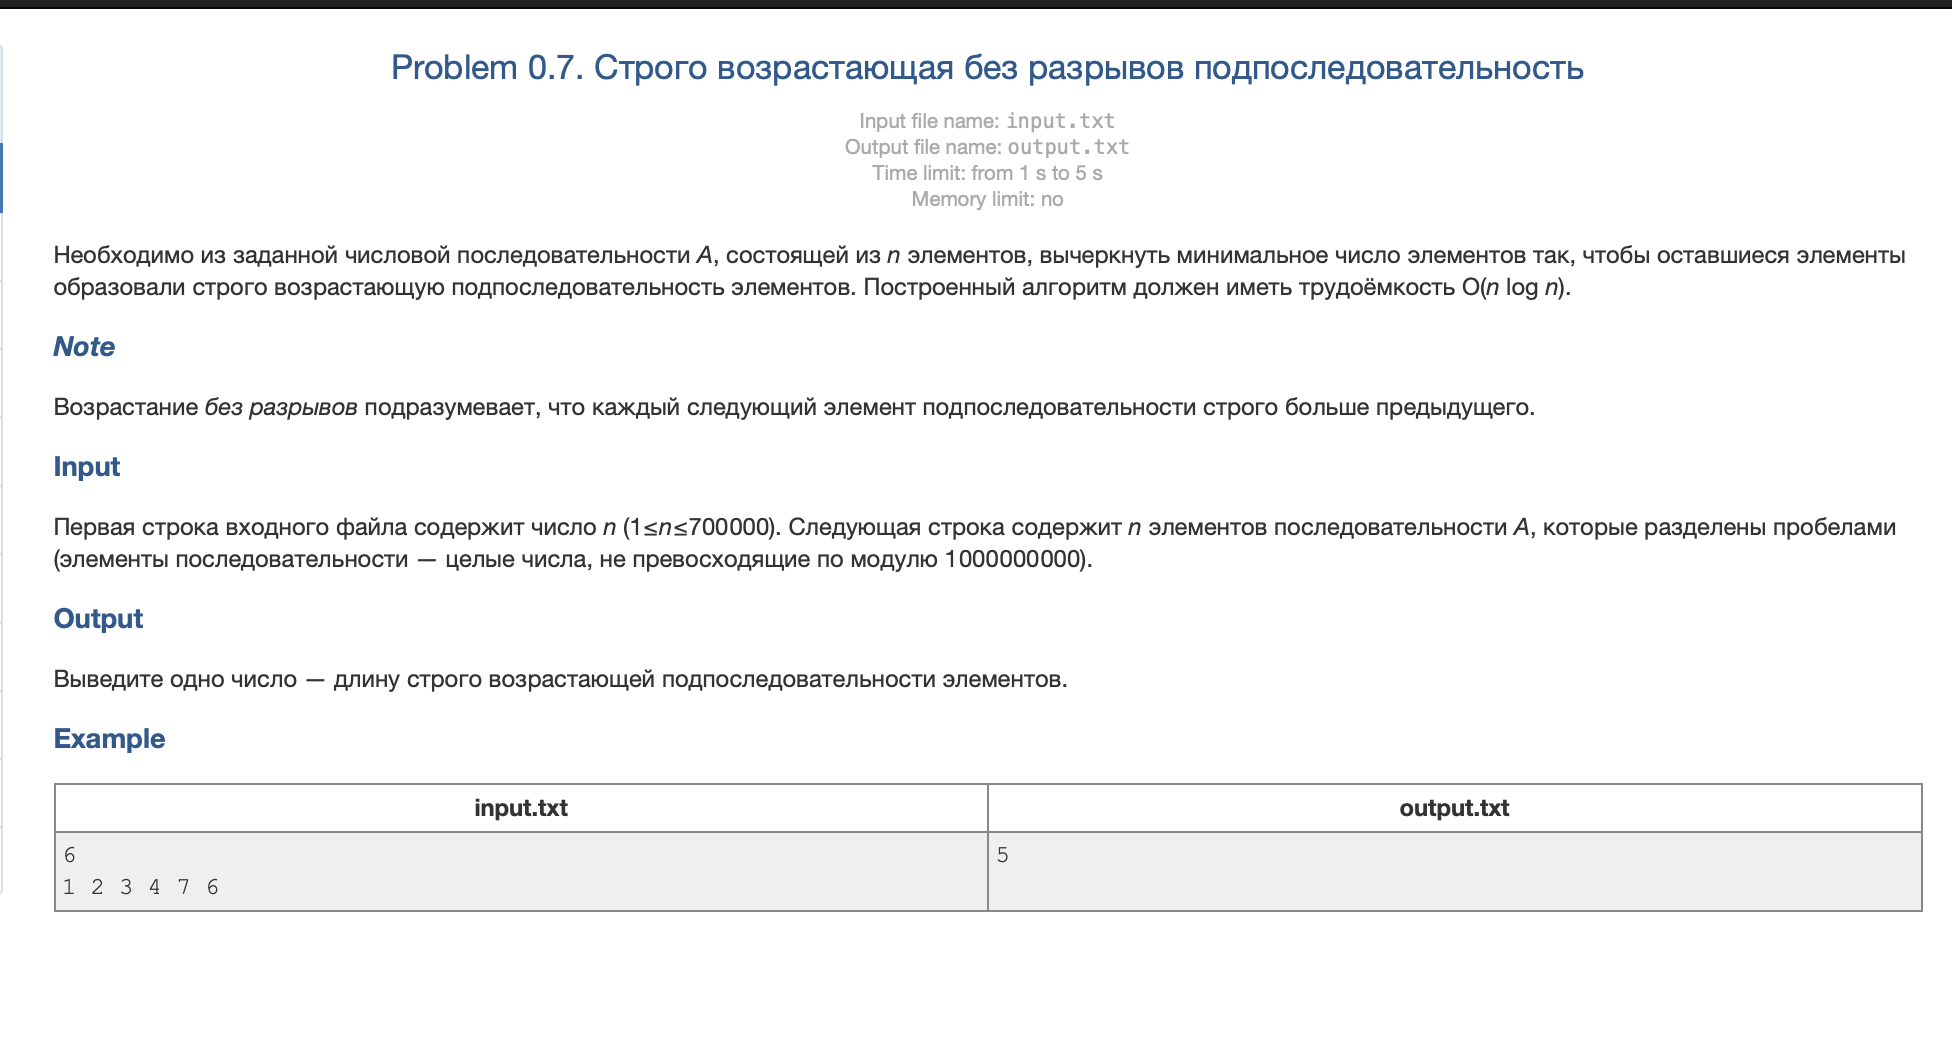 Problem 0.7. Строго возрастающая без разрывов подпоследовательность
Input file name: input.txt
Output file name: output.txt
Time limit: from 1 s to 5 s
Memory limit: no
Необходимо из заданной числовой последовательности A, состоящей из n элементов, вычеркнуть минимальное число элементов так, чтобы оставшиеся элементы
образовали строго возрастающую подпоследовательность элементов. Построенный алгоритм должен иметь трудоёмкость O(n log n).
Note
Возрастание без разрывов подразумевает, что каждый следующий элемент подпоследовательности строго больше предыдущего.
Input
Первая строка входного файла содержит число n (1≤n≤700000). Следующая строка содержит n элементов последовательности A, которые разделены пробелами
(элементы последовательности — целые числа, не превосходящие по модулю 1000000000).
Output
Выведите одно число — длину строго возрастающей подпоследовательности элементов.
Example
input.txt output.txt
6 5
1 2 3 4 7 6